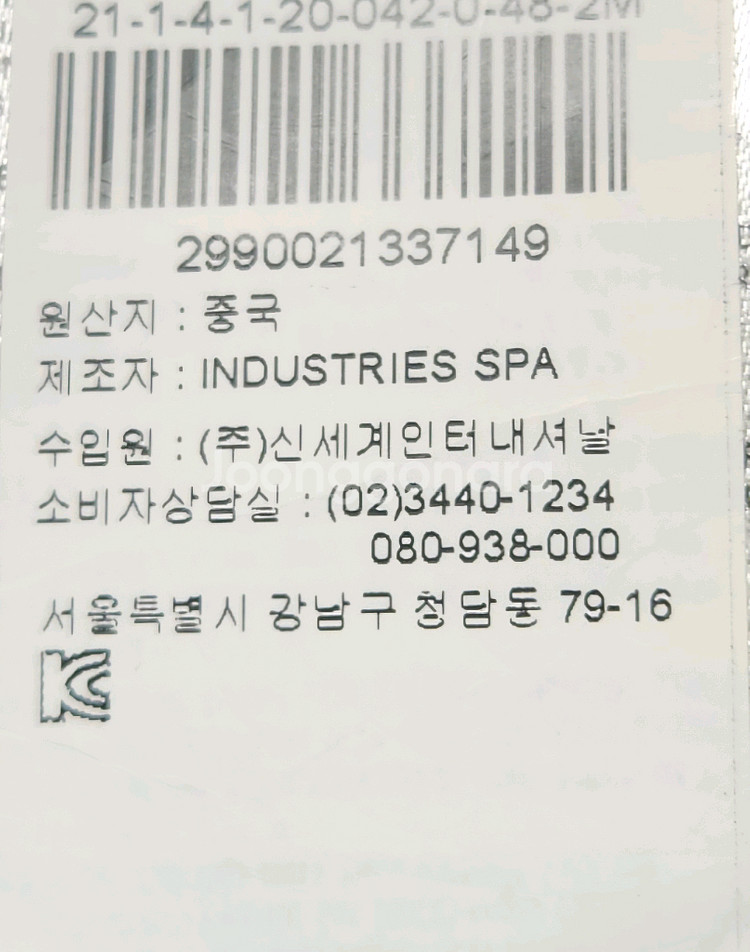 21-1-4-1-20-042-0-48-2M
2990021337149
원산지 : 중국
제조자 : INDUSTRIES SPA
수입원 : (주)신세계인터내셔날
Joonggonara
소비자상담실 : (02)3440-1234
080-938-000
서울특별시 강남구 청담동 79-16